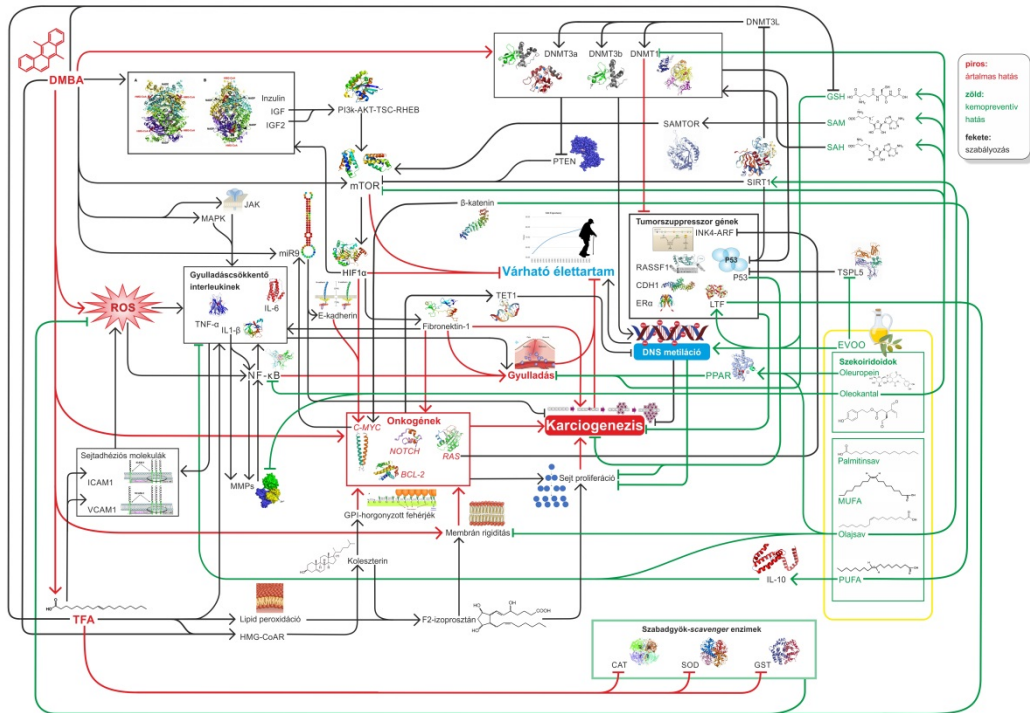 DMBA
A
B
Inzulin
IGF
IGF2
PI3k-AKT-TSC-RHEB
mTOR
DNMT3a
DNMT3b
DNMT1
DNMT3L
PTEN
SAMTOR
SIRT1
GSH
SAM
SAH
piros:
ártalmas hatás
zöld:
kemopreventív
hatás
fekete:
szabályozás
JAK
MAPK
miR9
HIF1α
E-kadherin
β-katenin
Várható élettartam
Tumorszuppresszor gének
INK4-ARF
RASSF1
P53
P53
CDH1
ERα
LTF
TSPL5
ROS
Gyulladáscsökkentő
interleukinek
IL-6
TNF-α
IL1-β
NF-κB
Fibronektin-1
TET1
Gyulladás
DNS metiláció
PPAR
EVOO
Szekoiridoidok
Oleuropein
Oleokantal
Karciogenezis
Onkogének
C-MYC
NOTCH
RAS
BCL-2
Sejt proliferáció
Sejtadhéziós molekulák
ICAM1
VCAM1
MMPs
GPI-horgonyzott fehérjék
Membrán rigiditás
Koleszterin
Palmitinsav
MUFA
Olajsav
PUFA
IL-10
TFA
Lipid peroxidáció
HMG-CoAR
F2-izoprosztán
Szabadgyök-scavenger enzimek
CAT
SOD
GST